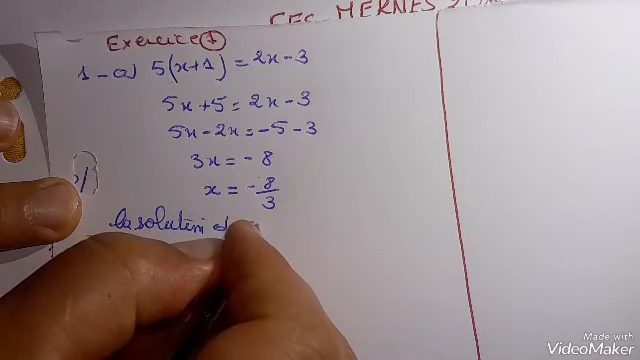 Exercice 1
1-a) 5(x+1) = 2x-3
5x+5 = 2x-3
5x-2x = -5-3
3x = -8
x = -8/3
la solution
Made with
VideoMaker